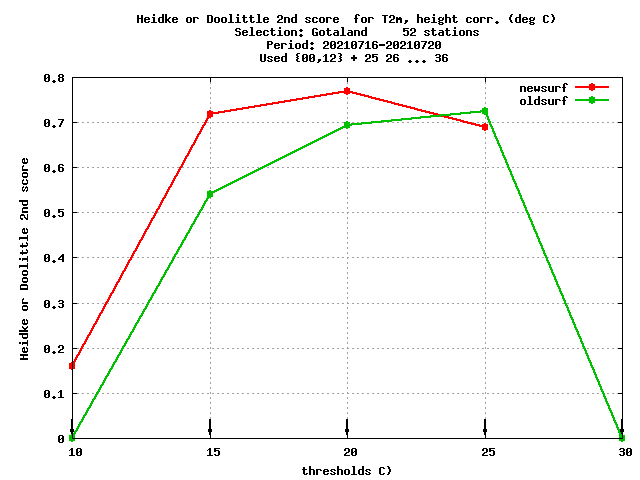 Heidke or Doolittle 2nd score  for T2m, height corr. (deg C)
Selection: Gotaland     52 stations
Period: 20210716-20210720
Used {00,12} + 25 26 ... 36
newsurf
oldsurf
Heidke or Doolittle 2nd score
0.8
0.7
0.6
0.5
0.4
0.3
0.2
0.1
0
10 15 20 25 30
thresholds C)